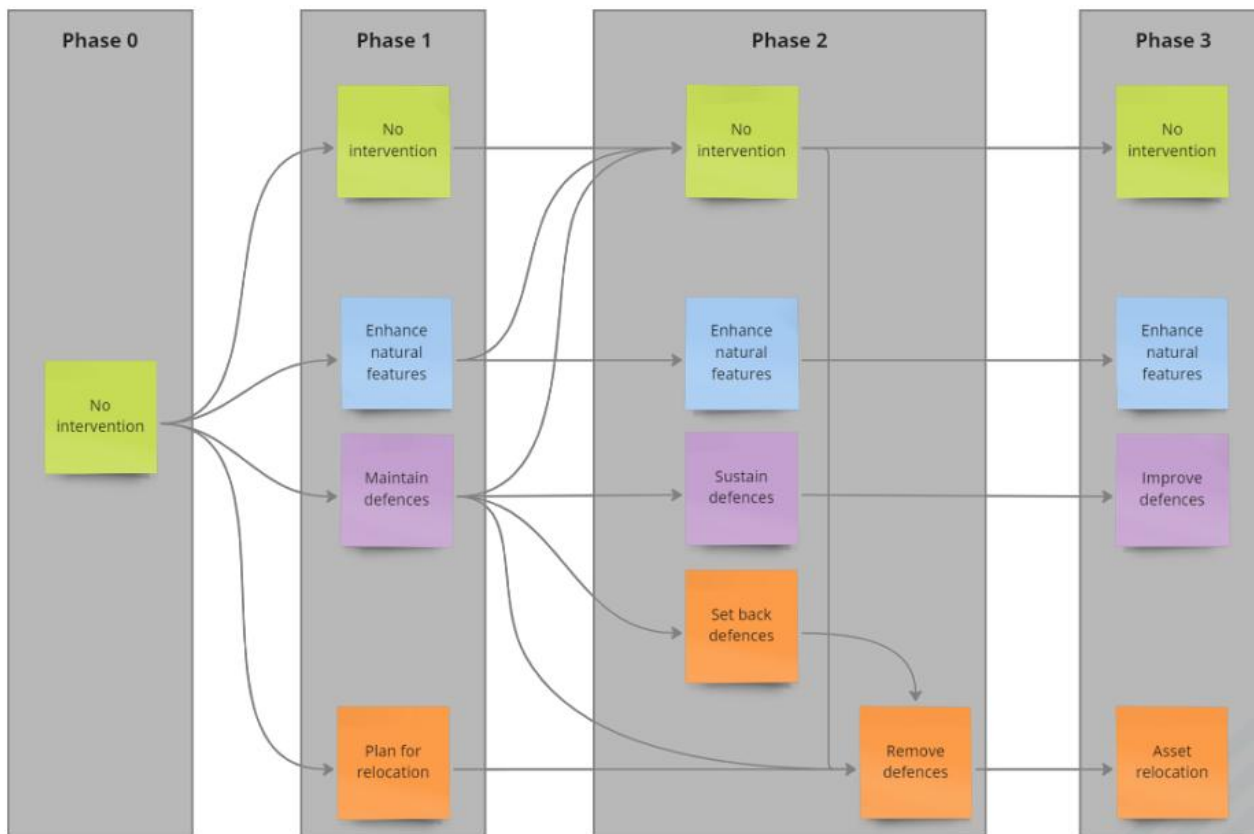 Phase 0
Phase 1
Phase 2
Phase 3
No
intervention
No
intervention
No
intervention
No
intervention
Enhance
natural
features
Enhance
natural
features
Enhance
natural
features
Maintain
defences
Sustain
defences
Improve
defences
Set back
defences
Plan for
relocation
Remove
defences
Asset
relocation